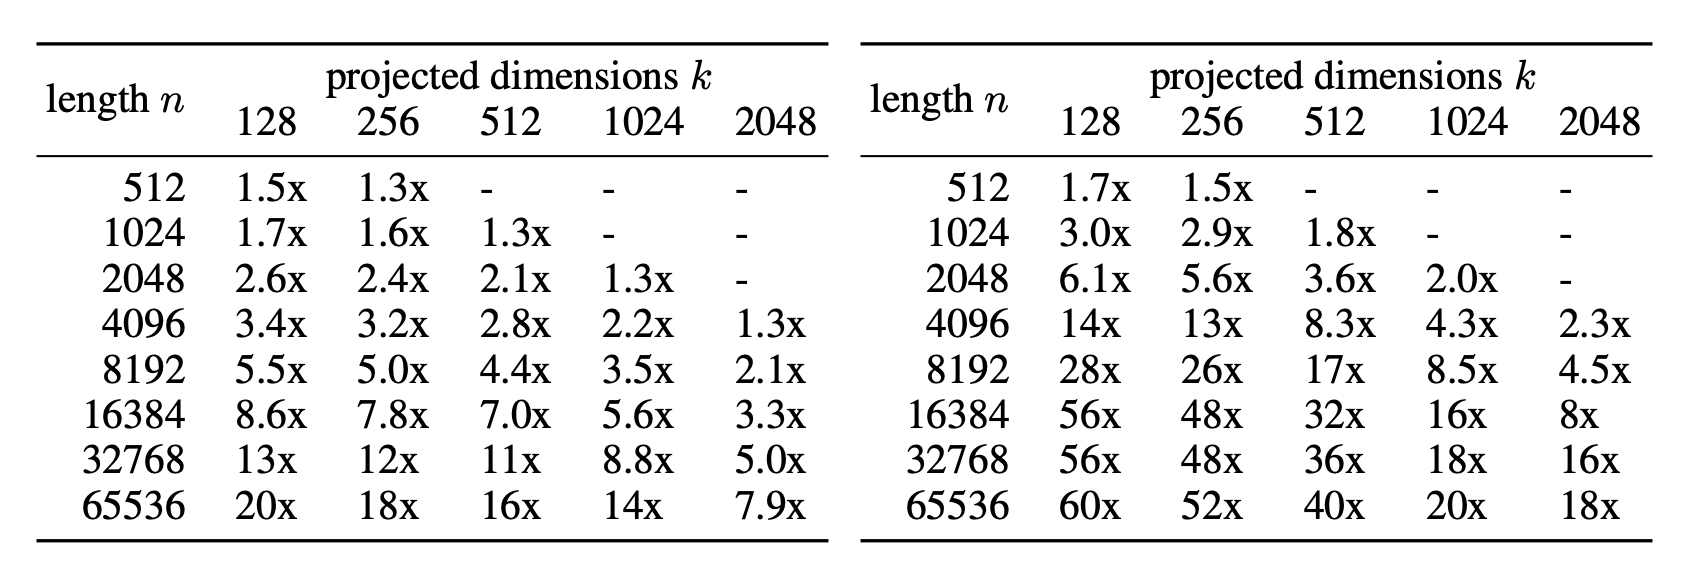 length n projected dimensions k
128 256 512 1024 2048
512 1.5x 1.3x - - -
1024 1.7x 1.6x 1.3x - -
2048 2.6x 2.4x 2.1x 1.3x -
4096 3.4x 3.2x 2.8x 2.2x 1.3x
8192 5.5x 5.0x 4.4x 3.5x 2.1x
16384 8.6x 7.8x 7.0x 5.6x 3.3x
32768 13x 12x 11x 8.8x 5.0x
65536 20x 18x 16x 14x 7.9x
length n projected dimensions k
128 256 512 1024 2048
512 1.7x 1.5x - - -
1024 3.0x 2.9x 1.8x - -
2048 6.1x 5.6x 3.6x 2.0x -
4096 14x 13x 8.3x 4.3x 2.3x
8192 28x 26x 17x 8.5x 4.5x
16384 56x 48x 32x 16x 8x
32768 56x 48x 36x 18x 16x
65536 60x 52x 40x 20x 18x